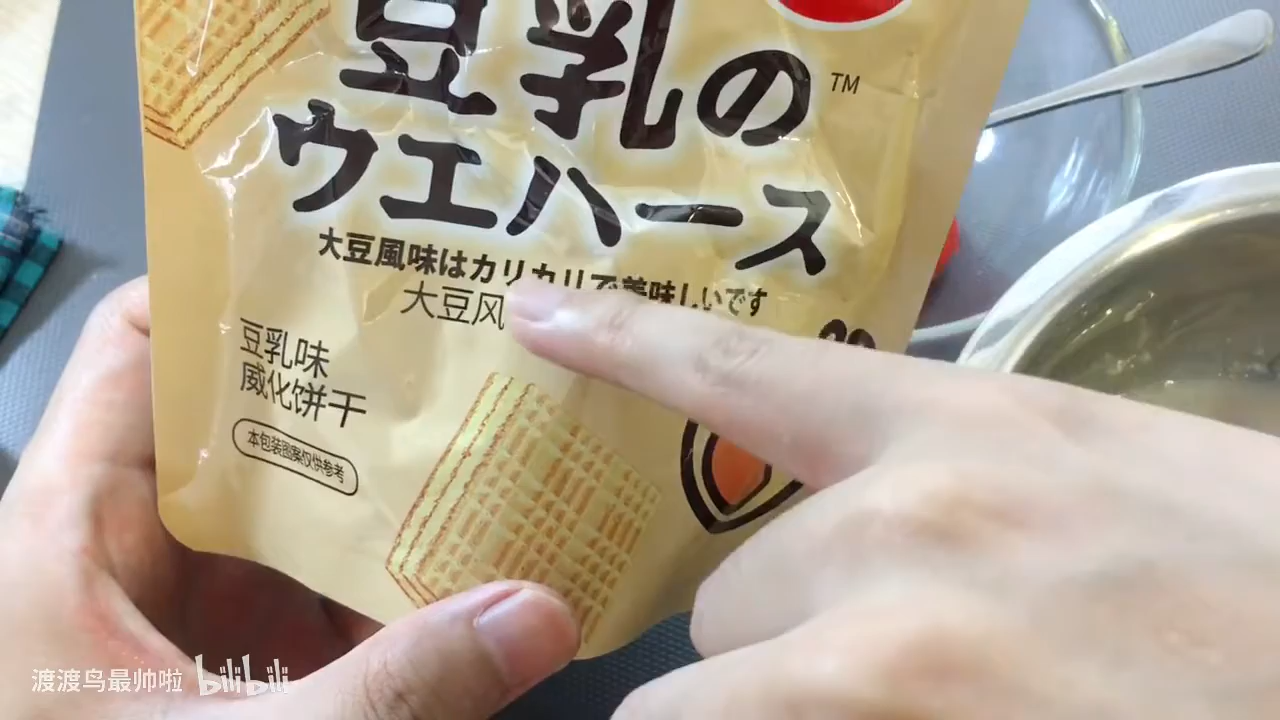 豆乳の
TM
ウエハース
大豆風味はカリカリで美味しいです
大豆风
豆乳味
威化饼干
本包装图案仅供参考
渡渡鸟最帅啦 bilibili